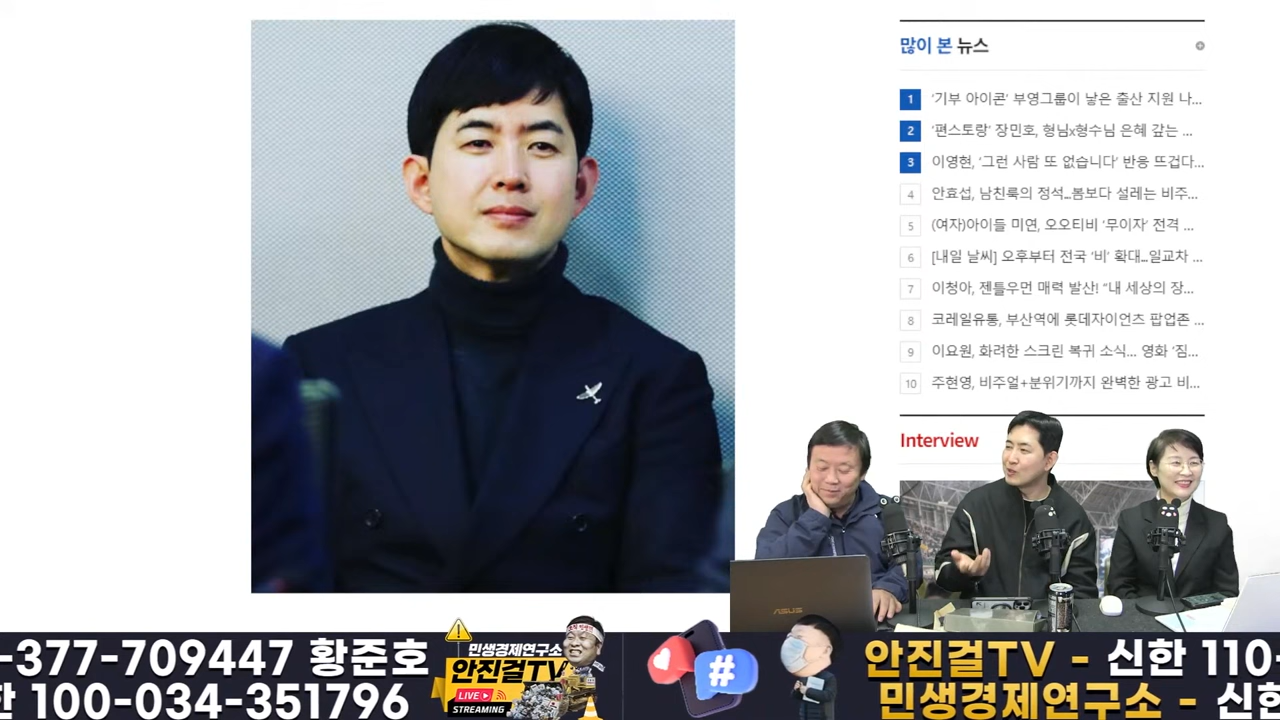 많이 본 뉴스
1 '기부 아이콘' 부영그룹이 낳은 출산 지원 나...
2 '편스토랑' 장민호, 형님x형수님 은혜 갚는 ...
3 이영현, '그런 사람 또 없습니다' 반응 뜨겁다...
4 안효섭, 남친룩의 정석...봄보다 설레는 비주...
5 (여자)아이들 미연, 오오티비 '무이자' 전격 ...
6 [내일 날씨] 오후부터 전국 '비' 확대...일교차 ...
7 이청아, 젠틀우먼 매력 발산! "내 세상의 장...
8 코레일유통, 부산역에 롯데자이언츠 팝업존 ...
9 이요원, 화려한 스크린 복귀 소식... 영화 '짐...
10 주현영, 비주얼+분위기까지 완벽한 광고 비...
Interview
ASUS
-377-709447 황준호
한 100-034-351796
민생경제연구소
안진걸TV
LIVE
STREAMING
#
안진걸TV - 신한 110-
민생경제연구소 - 신한